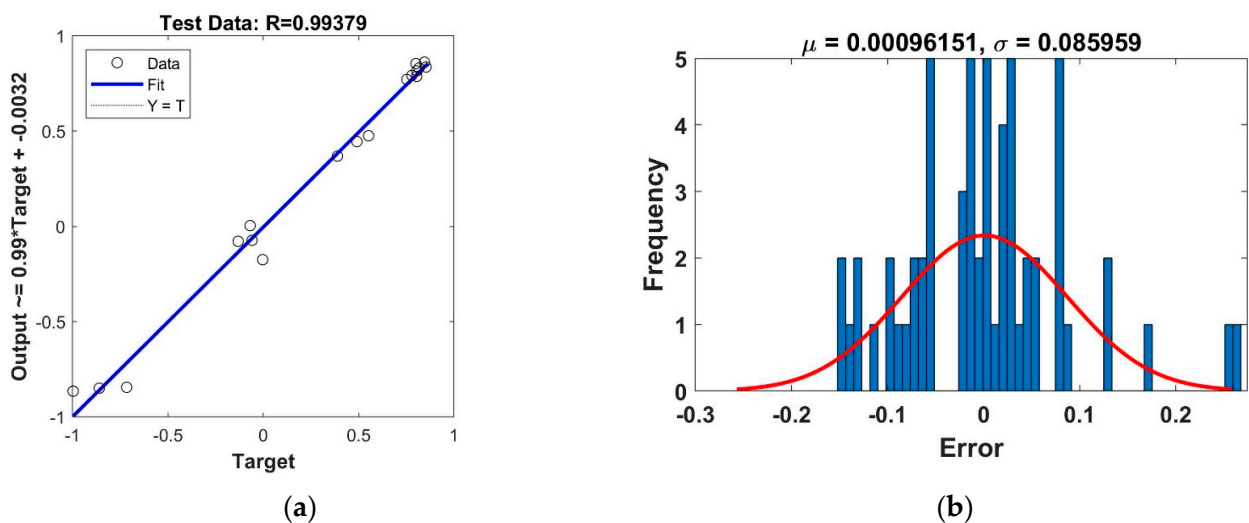 Test Data: R=0.99379
Data
Fit
Y = T
Output ~= 0.99*Target + -0.0032
1
0.5
0
-0.5
-1
-1
-0.5
0
0.5
1
Target
(a)
μ = 0.00096151, σ = 0.085959
Frequency
5
4
3
2
1
0
-0.3
-0.2
-0.1
0
0.1
0.2
Error
(b)